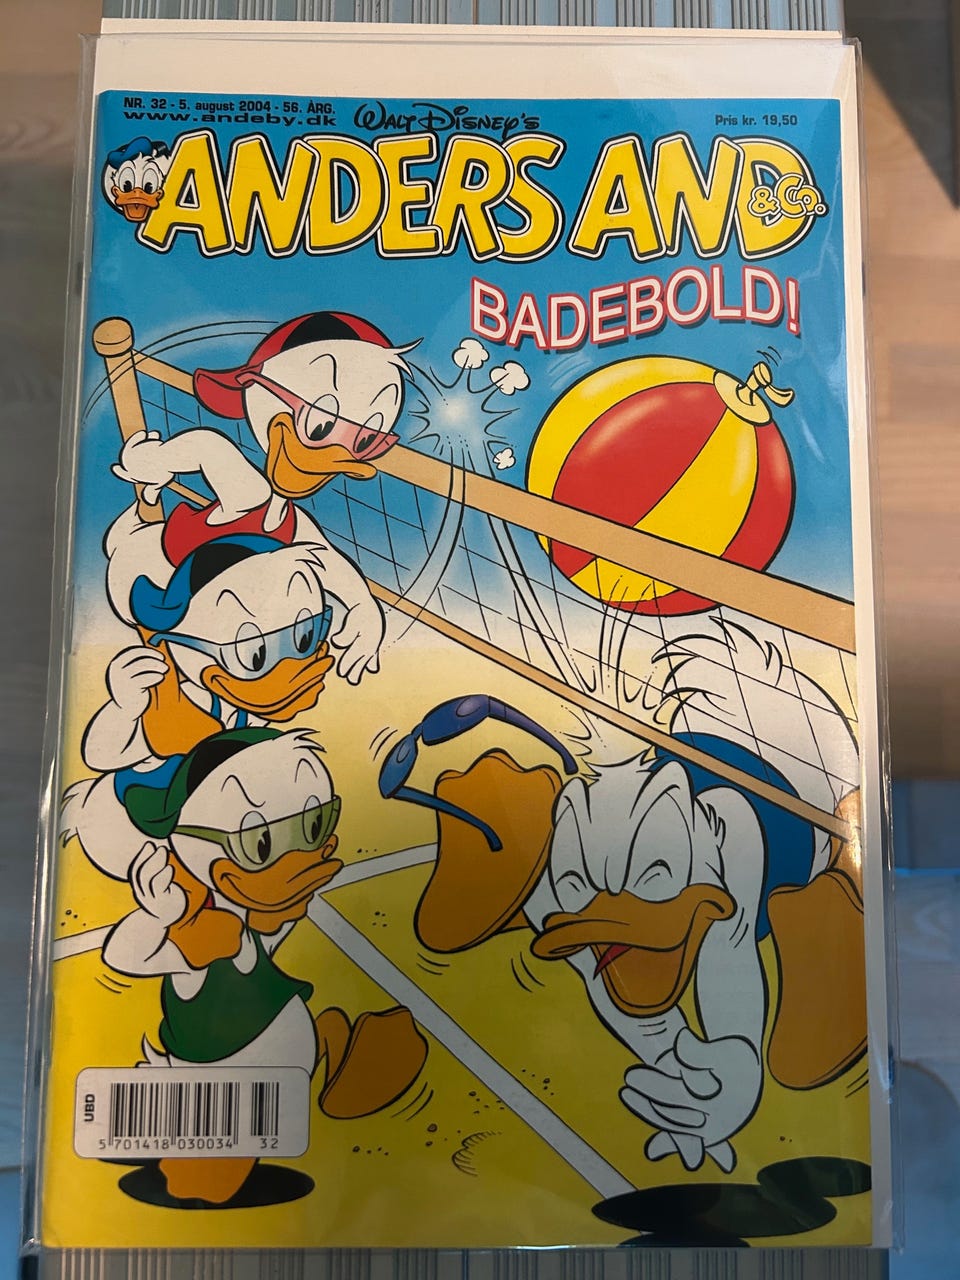 NR. 32 - 5. august 2004 - 56. ÅRG.
www.andeby.dk
Walt Disney's
Pris kr. 19,50
ANDERS AND
& Co.
BADEBOLD!
UBD
5 701418 030034 32